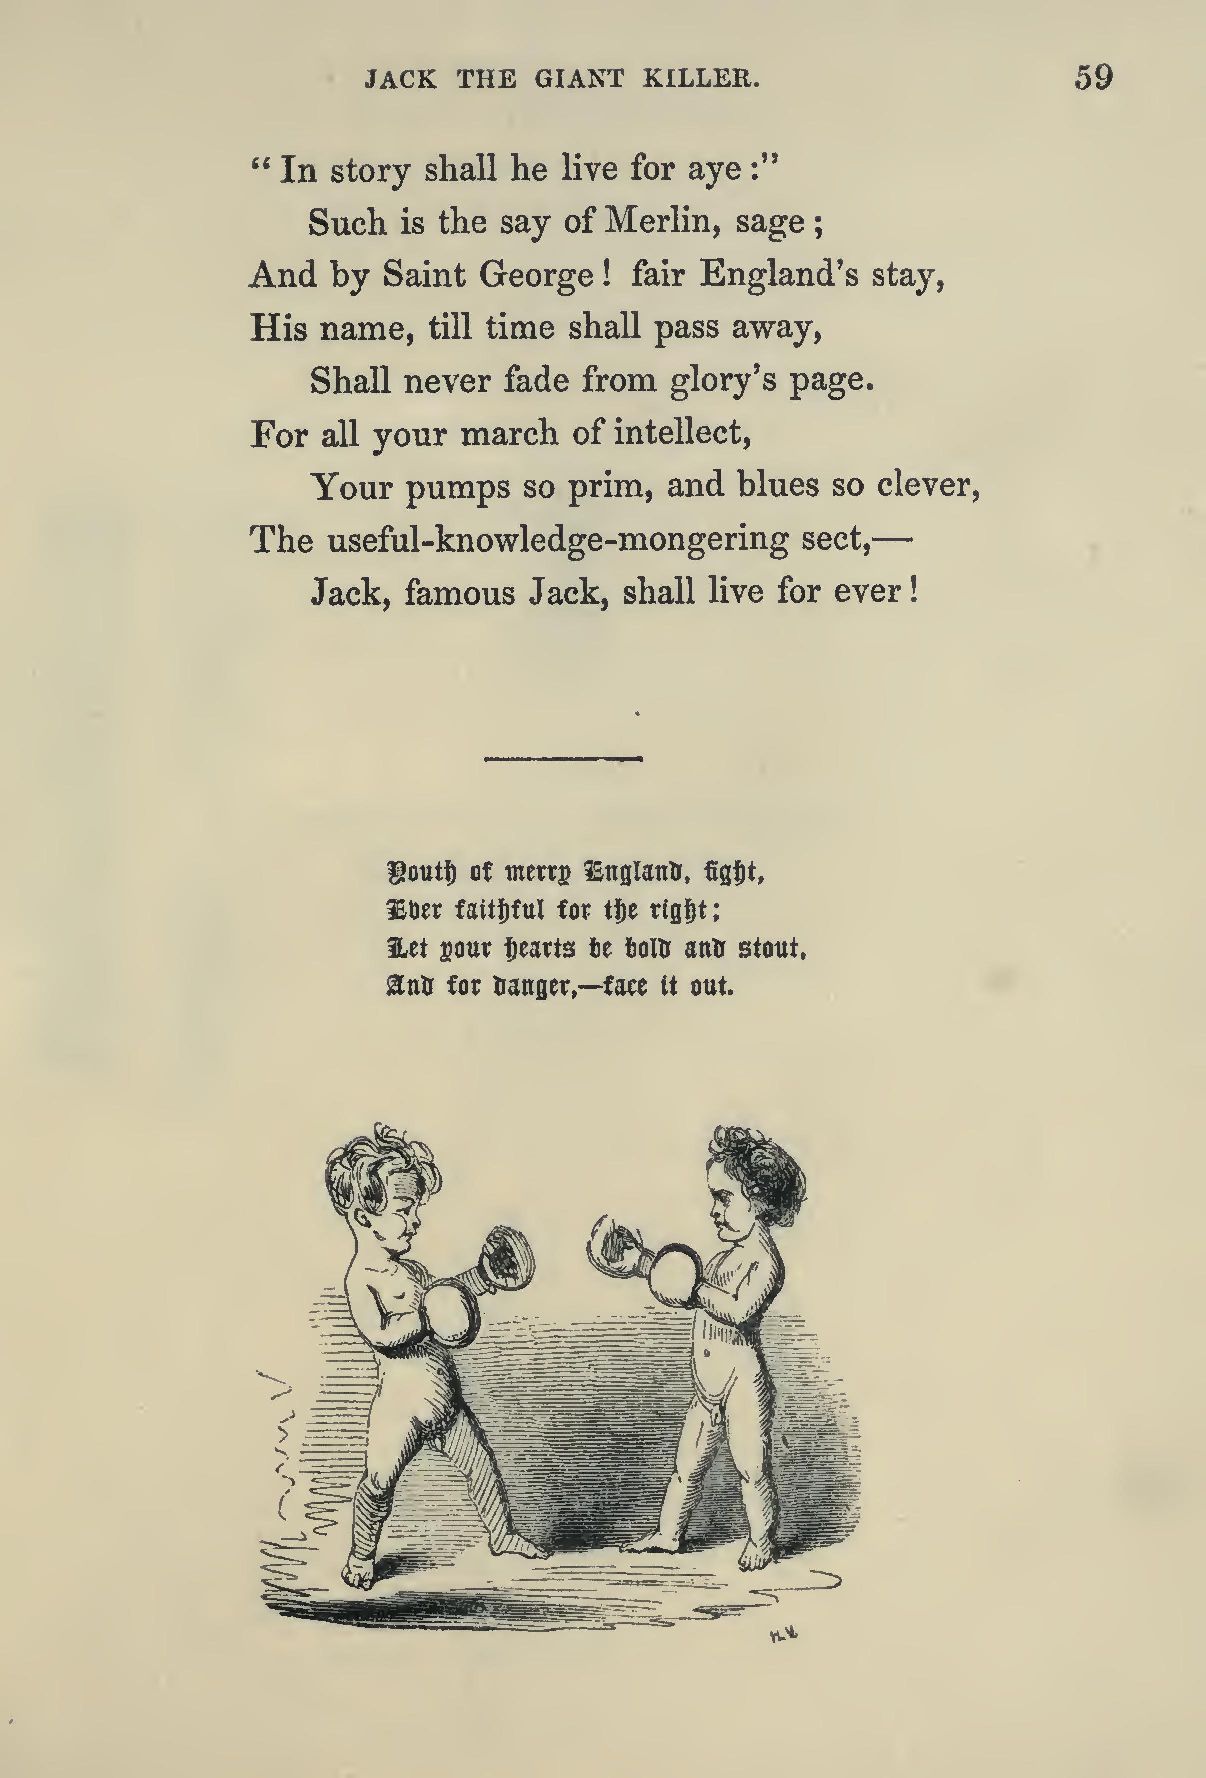 JACK THE GIANT KILLER. 59
“ In story shall he live for aye :”
Such is the say of Merlin, sage ;
And by Saint George ! fair England’s stay,
His name, till time shall pass away,
Shall never fade from glory’s page.
For all your march of intellect,
Your pumps so prim, and blues so clever,
The useful-knowledge-mongering sect,—
Jack, famous Jack, shall live for ever !
Youth of merry England, fight,
Ever faithful for the right ;
Let your hearts be bold and stout,
And for danger,—face it out.